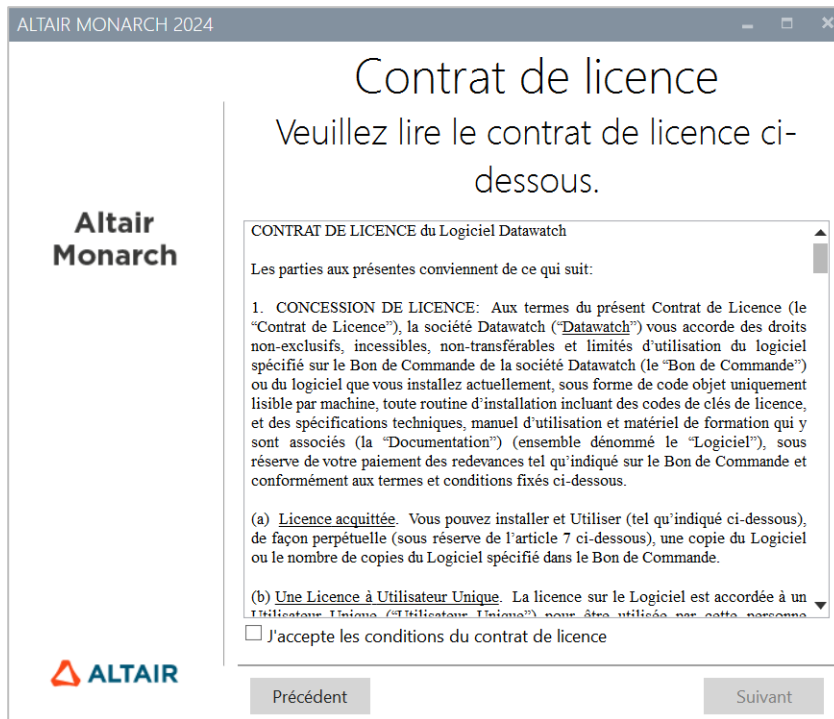 ALTAIR MONARCH 2024
Contrat de licence
Veuillez lire le contrat de licence ci-
dessous.
Altair
Monarch
CONTRAT DE LICENCE du Logiciel Datawatch
Les parties aux présentes conviennent de ce qui suit:
1. CONCESSION DE LICENCE: Aux termes du présent Contrat de Licence (le
“Contrat de Licence”), la société Datawatch (“Datawatch”) vous accorde des droits
non-exclusifs, incessibles, non-transférables et limités d’utilisation du logiciel
spécifié sur le Bon de Commande de la société Datawatch (le “Bon de Commande”)
ou du logiciel que vous installez actuellement, sous forme de code objet uniquement
lisible par machine, toute routine d’installation incluant des codes de clés de licence,
et des spécifications techniques, manuel d’utilisation et matériel de formation qui y
sont associés (la “Documentation”) (ensemble dénommé le “Logiciel”), sous
réserve de votre paiement des redevances tel qu’indiqué sur le Bon de Commande et
conformément aux termes et conditions fixés ci-dessous.
(a) Licence acquittée. Vous pouvez installer et Utiliser (tel qu’indiqué ci-dessous),
de façon perpétuelle (sous réserve de l’article 7 ci-dessous), une copie du Logiciel
ou le nombre de copies du Logiciel spécifié dans le Bon de Commande.
(b) Une Licence à Utilisateur Unique. La licence sur le Logiciel est accordée à un
Utilisateur Unique (“Utilisateur Unique”) pour être utilisée par cette personne
J'accepte les conditions du contrat de licence
ALTAIR
Précédent
Suivant